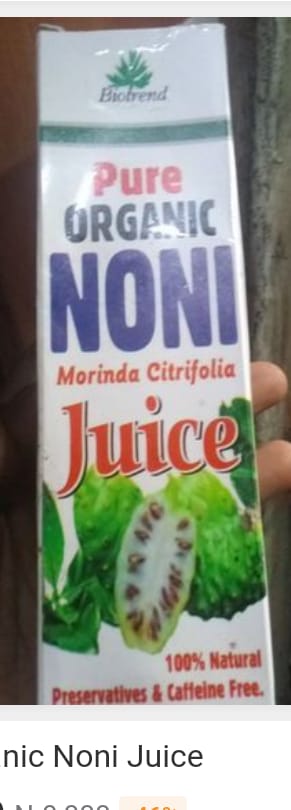 Biotrend
Pure
ORGANIC
NONI
Morinda Citrifolia
Juice
100% Natural
Preservatives & Caffeine Free.
nic Noni Juice